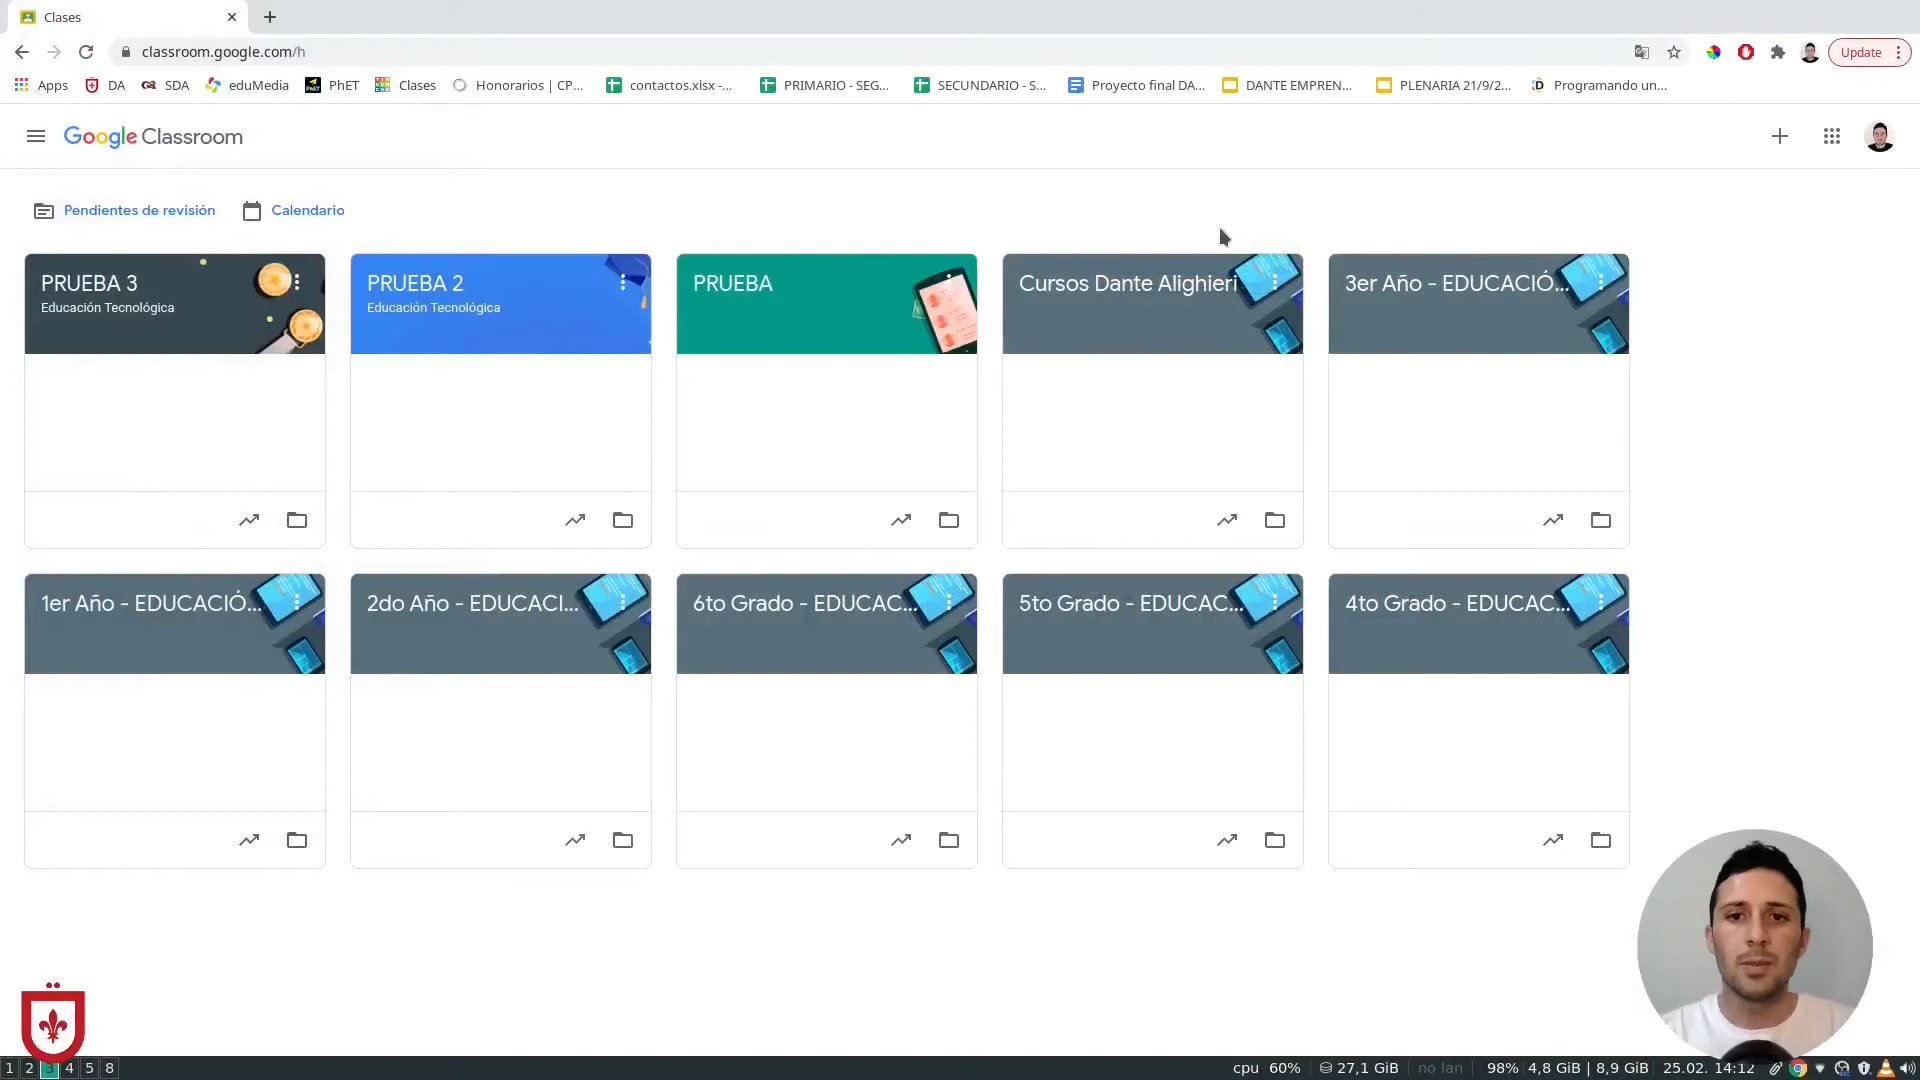 Clases
classroom.google.com/h
Update
Apps DA SDA eduMedia PhET Clases Honorarios | CP... contactos.xlsx -... PRIMARIO - SEG... SECUNDARIO - S... Proyecto final DA... DANTE EMPREN... PLENARIA 21/9/2... Programando un...
Google Classroom
Pendientes de revisión Calendario
PRUEBA 3
Educación Tecnológica
PRUEBA 2
Educación Tecnológica
PRUEBA
Cursos Dante Alighieri
3er Año - EDUCACIÓ...
1er Año - EDUCACIÓ...
2do Año - EDUCACI...
6to Grado - EDUCAC...
5to Grado - EDUCAC...
4to Grado - EDUCAC...
1 2 3 4 5 8 cpu 60% 27,1 GiB no lan 98% 4,8 GiB | 8,9 GiB 25.02. 14:12